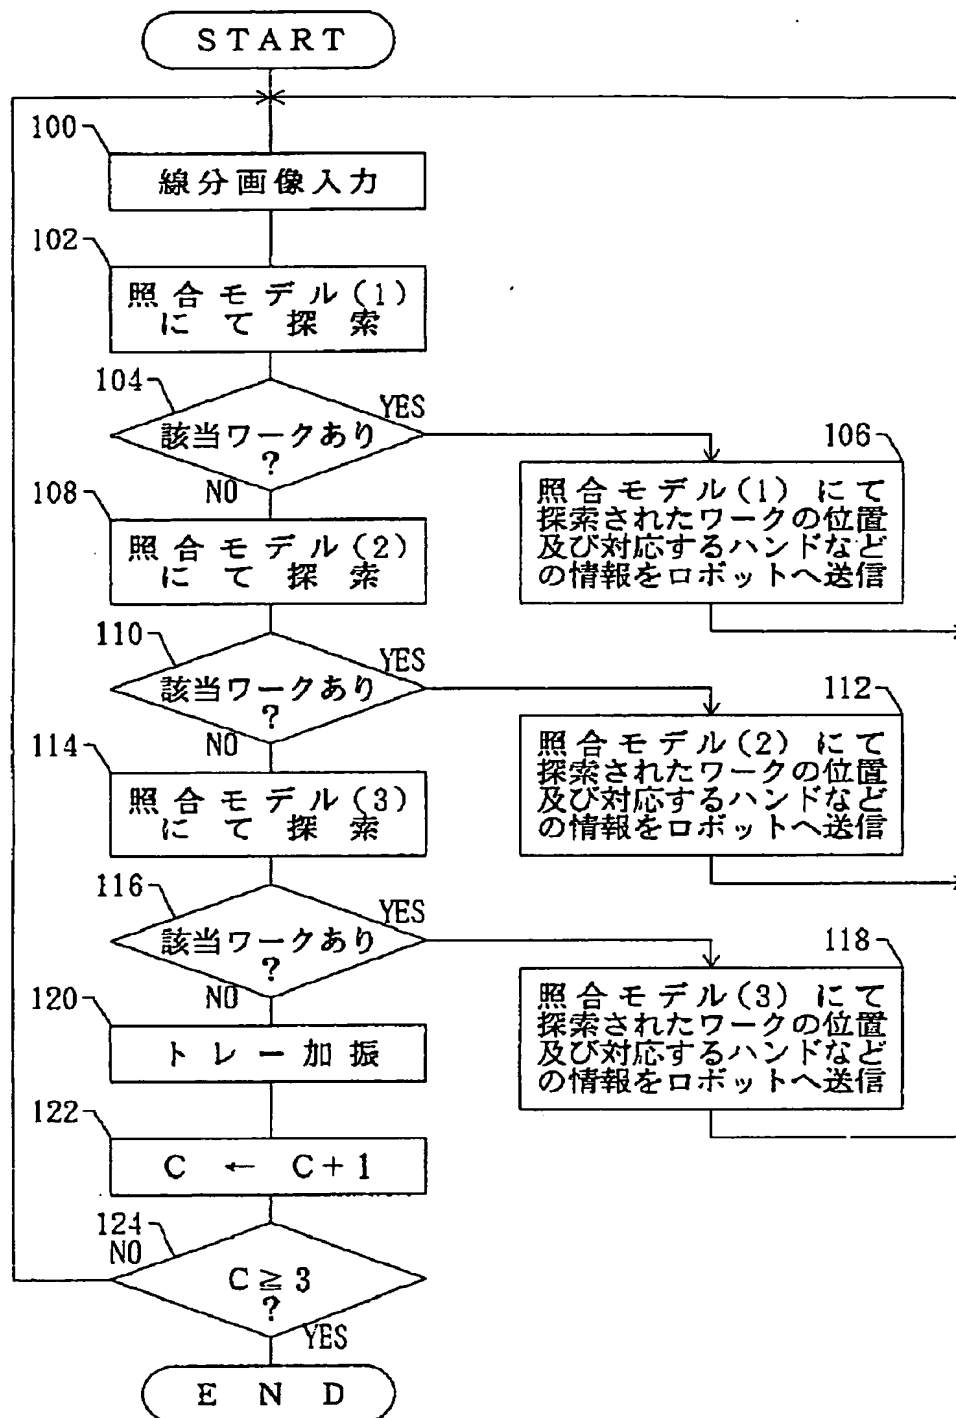 START
100
線分画像入力
102
照合モデル(1)
にて探索
104
YES
該当ワークあり
?
NO
106
照合モデル(1)にて
探索されたワークの位置
及び対応するハンドなど
の情報をロボットへ送信
108
照合モデル(2)
にて探索
110
YES
該当ワークあり
?
NO
112
照合モデル(2)にて
探索されたワークの位置
及び対応するハンドなど
の情報をロボットへ送信
114
照合モデル(3)
にて探索
116
YES
該当ワークあり
?
NO
118
照合モデル(3)にて
探索されたワークの位置
及び対応するハンドなど
の情報をロボットへ送信
120
トレー加振
122
C ← C+1
124
NO
C≧3
?
YES
END